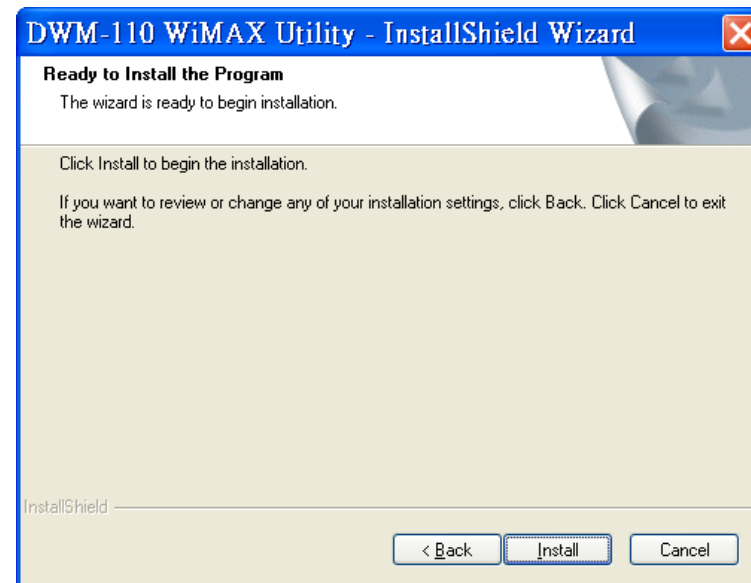 DWM-110 WiMAX Utility - InstallShield Wizard
Ready to Install the Program
The wizard is ready to begin installation.
Click Install to begin the installation.
If you want to review or change any of your installation settings, click Back. Click Cancel to exit
the wizard.
InstallShield
< Back Install Cancel